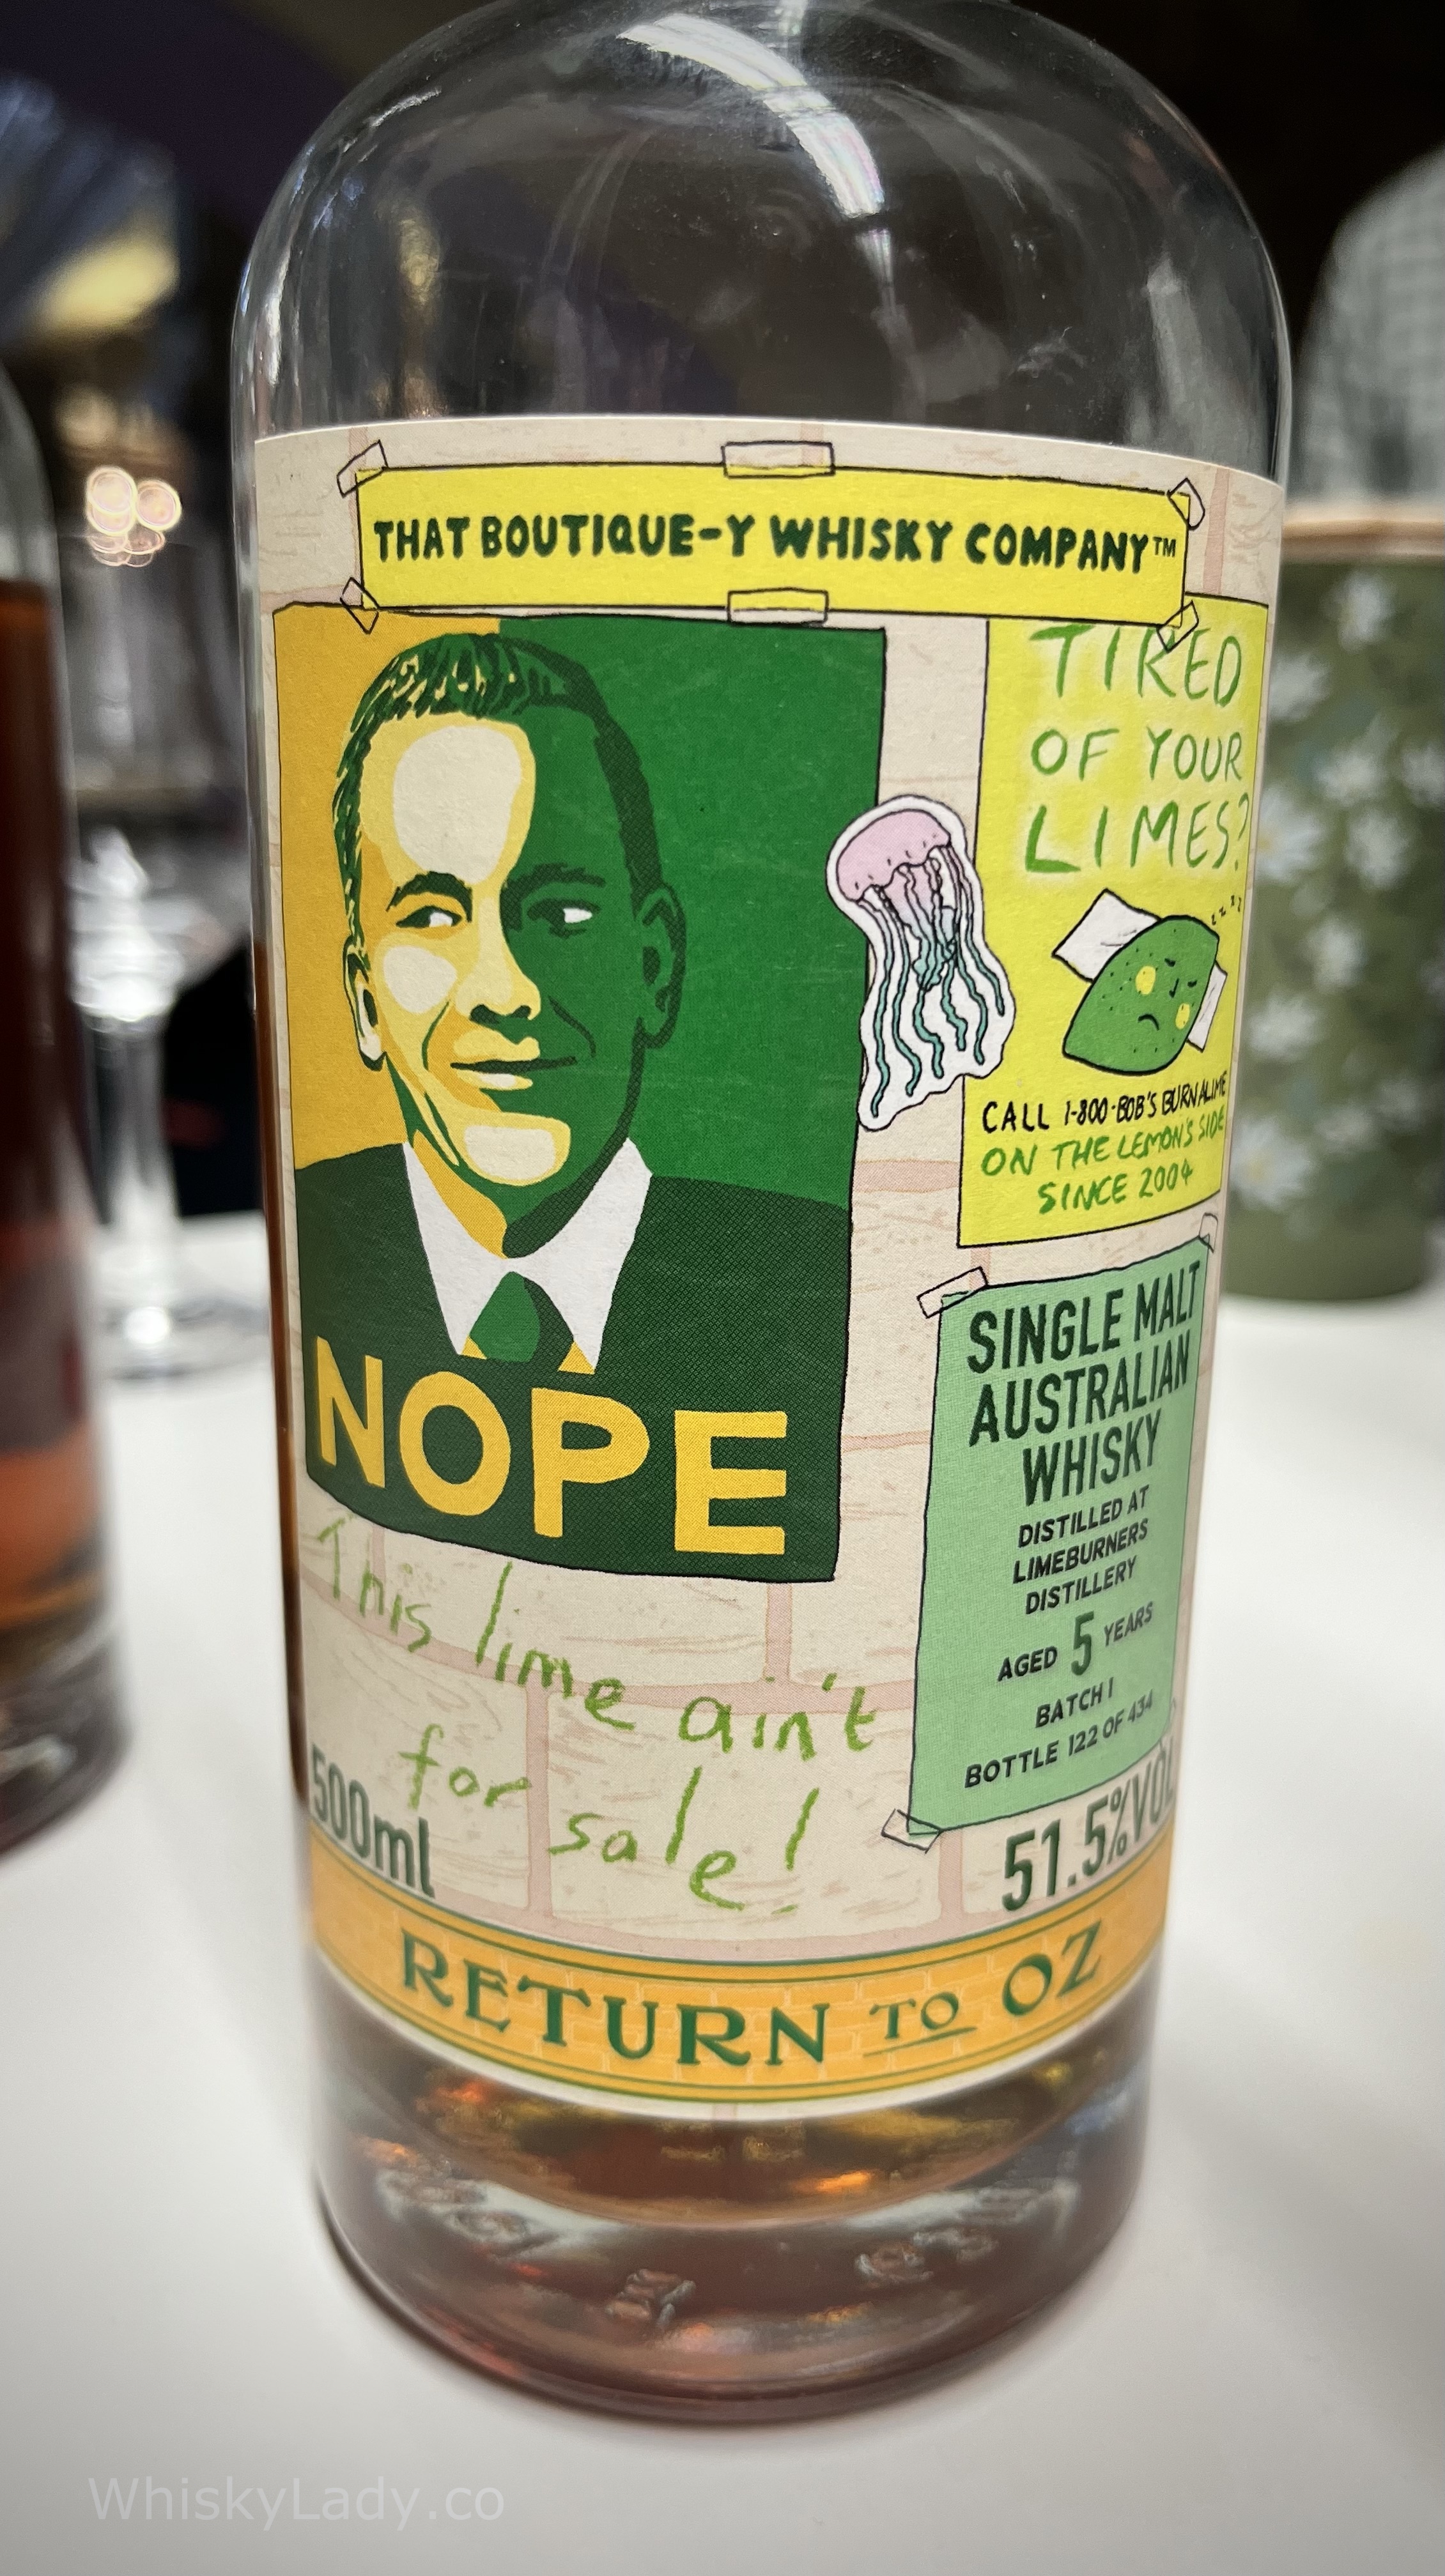 THAT BOUTIQUE-Y WHISKY COMPANY™
TIRED
OF YOUR
LIMES?
z z z z
CALL 1-800-BOB'S BURNALIME
ON THE LEMON'S SIDE
SINCE 2004
NOPE
This lime ain't
for sale!
SINGLE MALT
AUSTRALIAN
WHISKY
DISTILLED AT
LIMEBURNERS
DISTILLERY
AGED 5 YEARS
BATCH 1
BOTTLE 122 OF 434
500ml
51.5%VOL
RETURN TO OZ
WhiskyLady.co